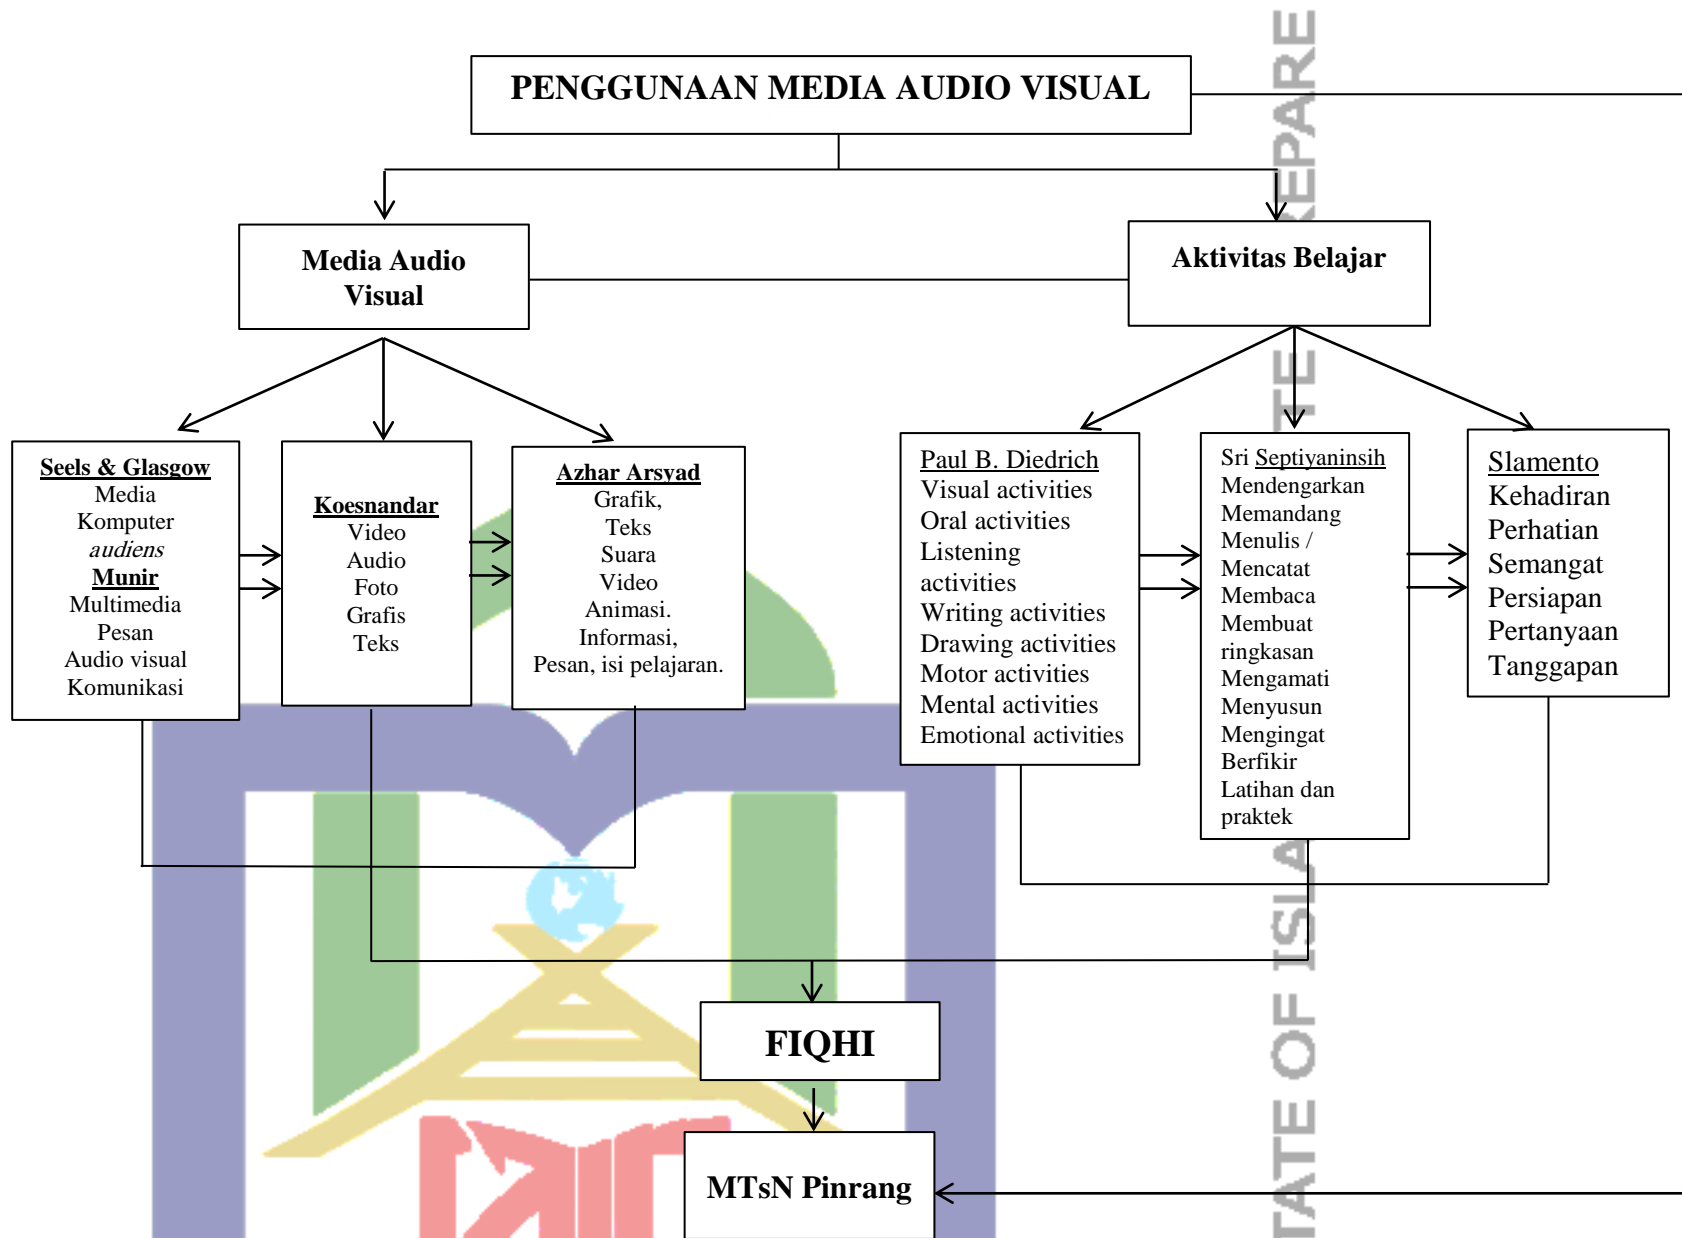 PENGGUNAAN MEDIA AUDIO VISUAL
Media Audio
Visual
Aktivitas Belajar
Seels & Glasgow
Media
Komputer
audiens
Munir
Multimedia
Pesan
Audio visual
Komunikasi
Koesnandar
Video
Audio
Foto
Grafis
Teks
Azhar Arsyad
Grafik,
Teks
Suara
Video
Animasi.
Informasi,
Pesan, isi pelajaran.
Paul B. Diedrich
Visual activities
Oral activities
Listening
activities
Writing activities
Drawing activities
Motor activities
Mental activities
Emotional activities
Sri Septiyaninsih
Mendengarkan
Memandang
Menulis /
Mencatat
Membaca
Membuat
ringkasan
Mengamati
Menyusun
Mengingat
Berfikir
Latihan dan
praktek
Slamento
Kehadiran
Perhatian
Semangat
Persiapan
Pertanyaan
Tanggapan
FIQHI
MTsN Pinrang
TATE OF ISLA
TE
REPARE